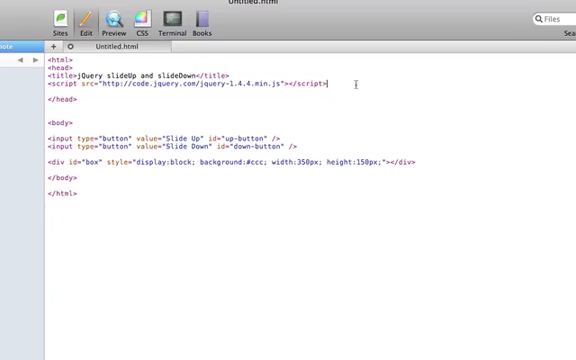 Untitled.html
Sites
Edit
Preview
CSS
Terminal
Books
Files
+ Untitled.html
<html>
<head>
<title>jQuery slideUp and slideDown</title>
<script src="http://code.jquery.com/jquery-1.4.4.min.js"></script>
</head>
<body>
<input type="button" value="Slide Up" id="up-button" />
<input type="button" value="Slide Down" id="down-button" />
<div id="box" style="display:block; background:#ccc; width:350px; height:150px;"></div>
</body>
</html>